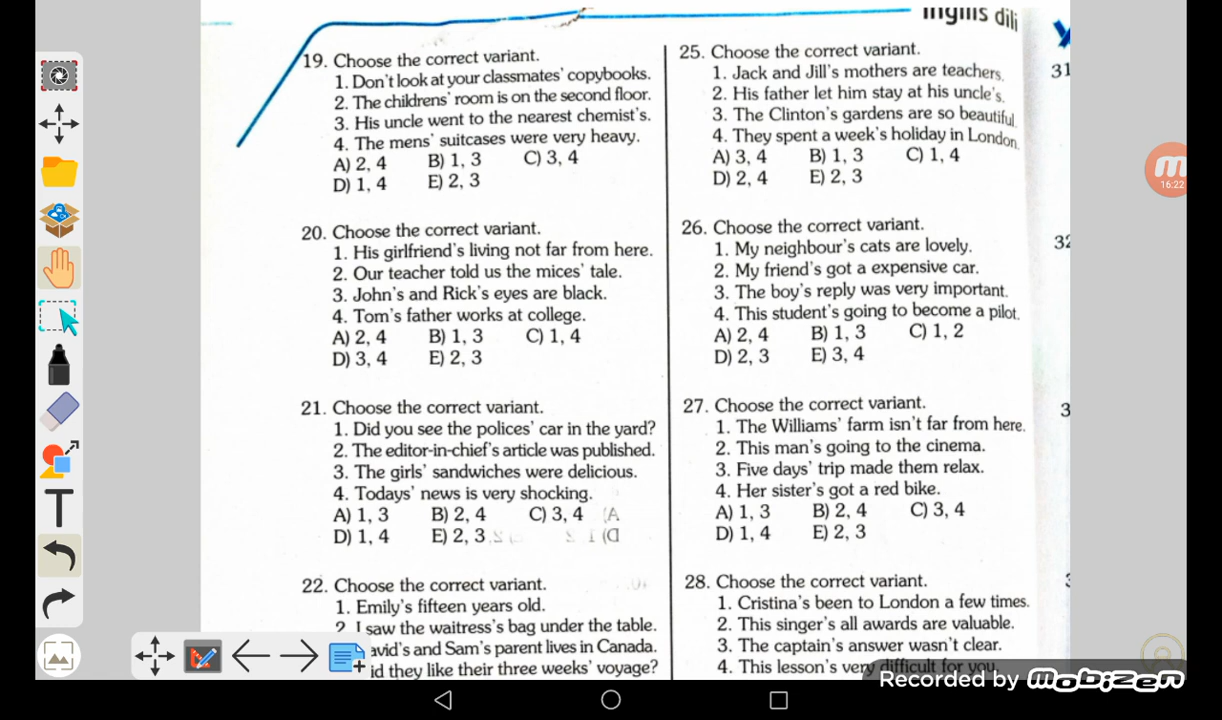 ingilis dili
19. Choose the correct variant.
1. Don't look at your classmates' copybooks.
2. The childrens' room is on the second floor.
3. His uncle went to the nearest chemist's.
4. The mens' suitcases were very heavy.
A) 2, 4 B) 1, 3 C) 3, 4
D) 1, 4 E) 2, 3
20. Choose the correct variant.
1. His girlfriend's living not far from here.
2. Our teacher told us the mices' tale.
3. John's and Rick's eyes are black.
4. Tom's father works at college.
A) 2, 4 B) 1, 3 C) 1, 4
D) 3, 4 E) 2, 3
21. Choose the correct variant.
1. Did you see the polices' car in the yard?
2. The editor-in-chief's article was published.
3. The girls' sandwiches were delicious.
4. Todays' news is very shocking.
A) 1, 3 B) 2, 4 C) 3, 4
D) 1, 4 E) 2, 3
22. Choose the correct variant.
1. Emily's fifteen years old.
2. I saw the waitress's bag under the table.
avid's and Sam's parent lives in Canada.
id they like their three weeks' voyage?
25. Choose the correct variant.
1. Jack and Jill's mothers are teachers.
2. His father let him stay at his uncle's.
3. The Clinton's gardens are so beautiful
4. They spent a week's holiday in London.
A) 3, 4 B) 1, 3 C) 1, 4
D) 2, 4 E) 2, 3
26. Choose the correct variant.
1. My neighbour's cats are lovely.
2. My friend's got a expensive car.
3. The boy's reply was very important.
4. This student's going to become a pilot.
A) 2, 4 B) 1, 3 C) 1, 2
D) 2, 3 E) 3, 4
27. Choose the correct variant.
1. The Williams' farm isn't far from here.
2. This man's going to the cinema.
3. Five days' trip made them relax.
4. Her sister's got a red bike.
A) 1, 3 B) 2, 4 C) 3, 4
D) 1, 4 E) 2, 3
28. Choose the correct variant.
1. Cristina's been to London a few times.
2. This singer's all awards are valuable.
3. The captain's answer wasn't clear.
4. This lesson's very difficult for you.
31
32
3
16:22
T
Recorded by mobizen